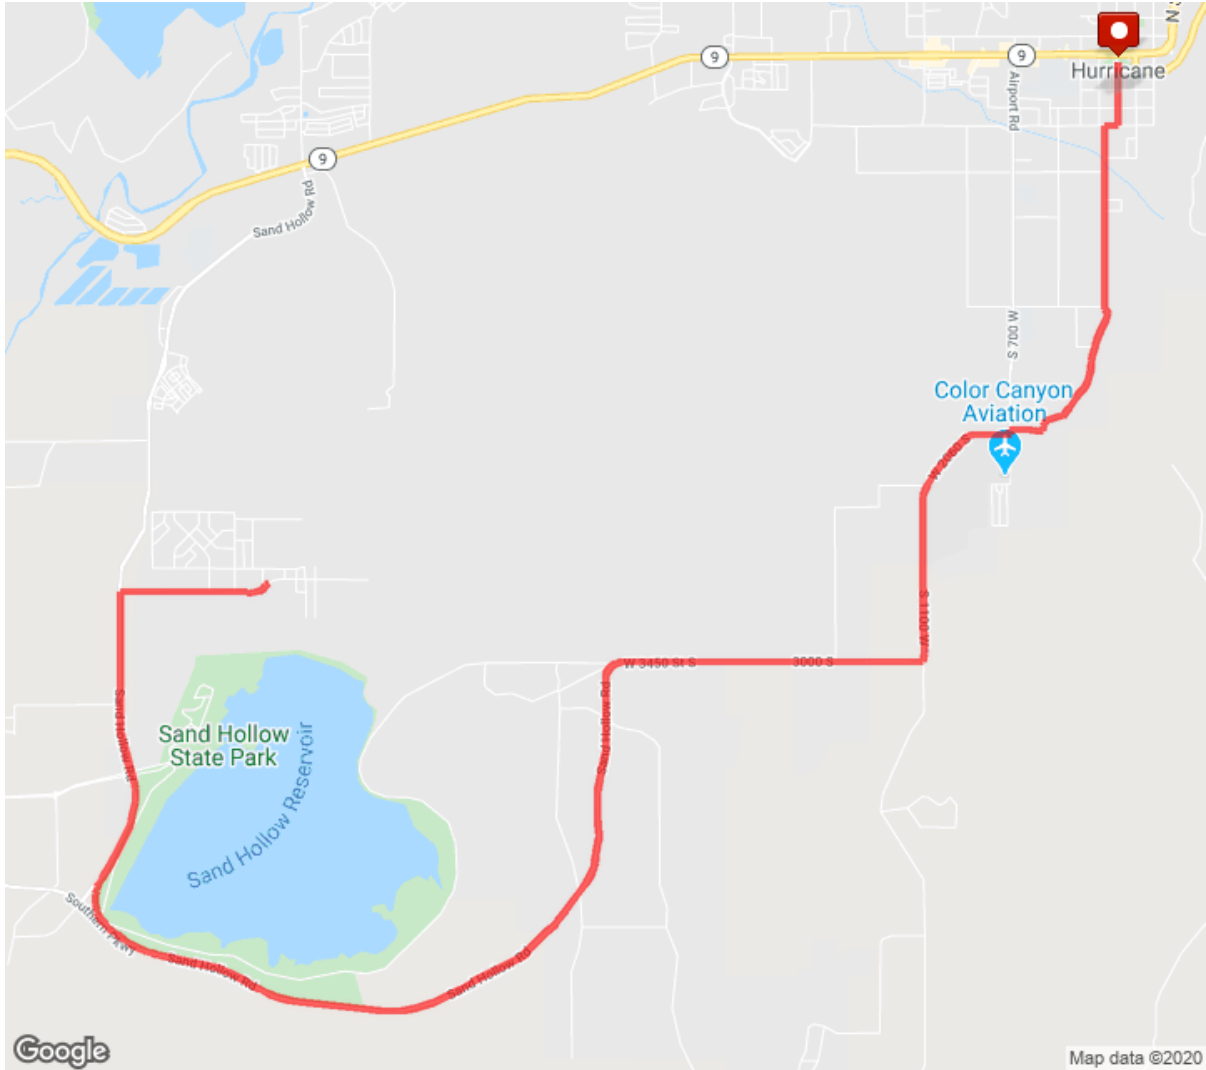 N
9
9
Hurricane
Airport Rd
9
Sand Hollow Rd
S 700 W
Color Canyon
Aviation
W 2060 S
S 1100 W
W 3450 St S
3000 S
Sand Hollow Rd
Sand Hollow Rd
Sand Hollow
State Park
Sand Hollow Reservoir
Southern Pkwy
Sand Hollow Rd
Sand Hollow Rd
Google
Map data ©2020